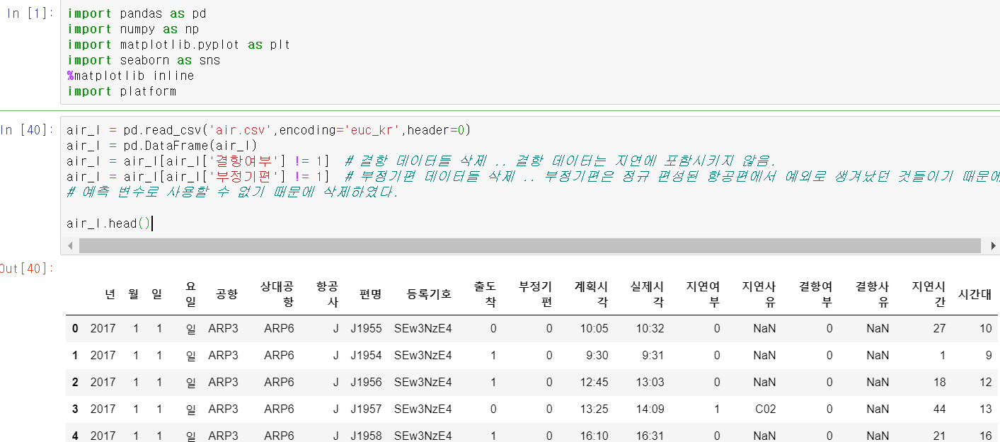 In [1]:
import pandas as pd
import numpy as np
import matplotlib.pyplot as plt
import seaborn as sns
%matplotlib inline
import platform
In [40]:
air_l = pd.read_csv('air.csv',encoding='euc_kr',header=0)
air_l = pd.DataFrame(air_l)
air_l = air_l[air_l['결항여부'] != 1]  # 결항 데이터들 삭제 .. 결항 데이터는 지연에 포함시키지 않음.
air_l = air_l[air_l['부정기편'] != 1]  # 부정기편 데이터들 삭제 .. 부정기편은 정규 편성된 항공편에서 예외로 생겨났던 것들이기 때문에
# 예측 변수로 사용할 수 없기 때문에 삭제하였다.
air_l.head()
Out[40]:
년 월 일 요일 공항 상대공항 항공사 편명 등록기호 출도착 부정기편 계획시각 실제시각 지연여부 지연사유 결항여부 결항사유 지연시간 시간대
0 2017 1 1 일 ARP3 ARP6 J J1955 SEw3NzE4 0 0 10:05 10:32 0 NaN 0 NaN 27 10
1 2017 1 1 일 ARP3 ARP6 J J1954 SEw3NzE4 1 0 9:30 9:31 0 NaN 0 NaN 1 9
2 2017 1 1 일 ARP3 ARP6 J J1956 SEw3NzE4 1 0 12:45 13:03 0 NaN 0 NaN 18 12
3 2017 1 1 일 ARP3 ARP6 J J1957 SEw3NzE4 0 0 13:25 14:09 1 C02 0 NaN 44 13
4 2017 1 1 일 ARP3 ARP6 J J1958 SEw3NzE4 1 0 16:10 16:31 0 NaN 0 NaN 21 16